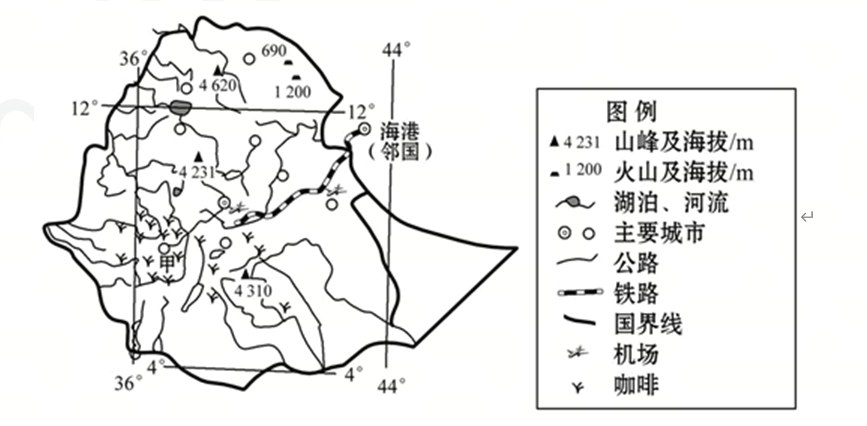 36°
690
44°
4 620
1 200
12°
12°
海港
（邻国）
4 231
甲
4 310
4°
4°
36°
44°
图例
4 231 山峰及海拔/m
1 200 火山及海拔/m
湖泊、河流
主要城市
公路
铁路
国界线
机场
咖啡